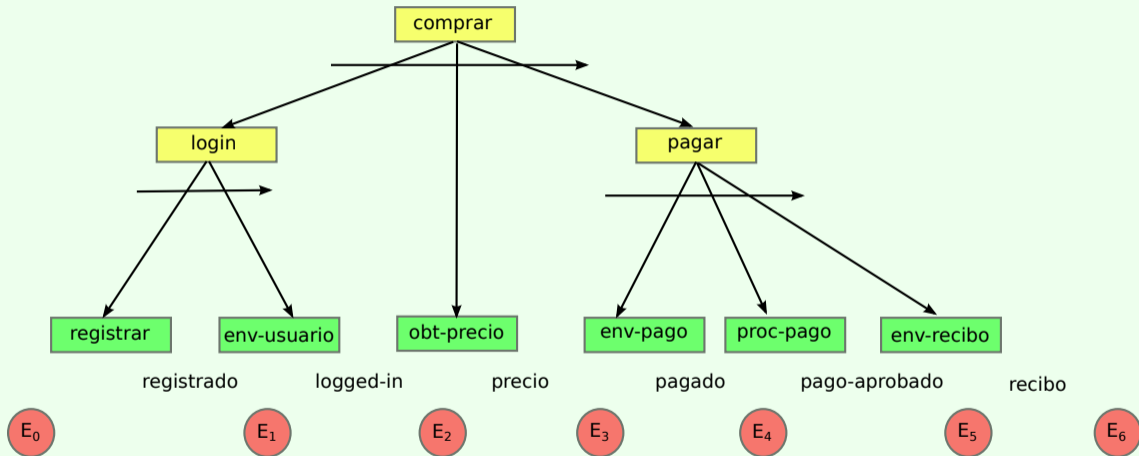 comprar
login
pagar
registrar
env-usuario
obt-precio
env-pago
proc-pago
env-recibo
registrado
logged-in
precio
pagado
pago-aprobado
recibo
E0
E1
E2
E3
E4
E5
E6